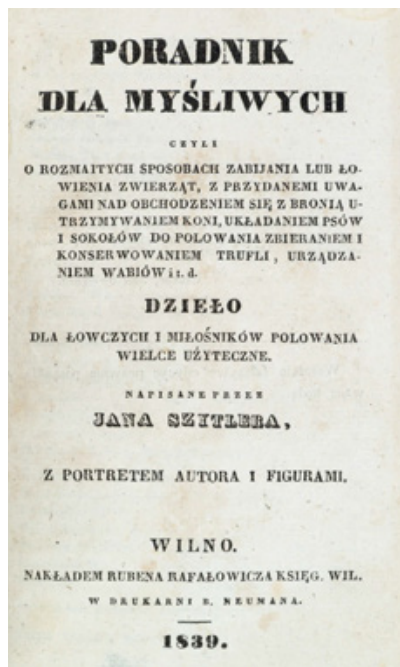 PORADNIK
DLA MYŚLIWYCH
CZYLI
O ROZMAITYCH SPOSOBACH ZABIJANIA LUB ŁO-
WIENIA ZWIERZĄT, Z PRZYDANEMI UWA-
GAMI NAD OBCHODZENIEM SIĘ Z BRONIĄ U-
TRZYMYWANIEM KONI, UKŁADANIEM PSÓW
I SOKOŁÓW DO POLOWANIA ZBIERANIEM I
KONSERWOWANIEM TRUFLI, URZĄDZA-
NIEM WABIÓW i t. d.
DZIEŁO
DLA ŁOWCZYCH I MIŁOŚNIKÓW POLOWANIA
WIELCE UŻYTECZNE.
NAPISANE PRZEZ
JANA SZYTLERA,
Z PORTRETEM AUTORA I FIGURAMI.
WILNO.
NAKŁADEM RUBENA RAFAŁOWICZA KSIĘG. WIL.
W DRUKARNI B. NEUMANA.
1839.